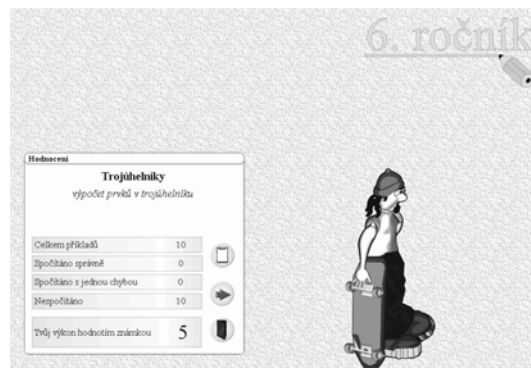 6. ročník
Hodnocení
Trojúhelníky
výpočet prvků v trojúhelníku
Celkem příkladů 10
Spočítáno správně 0
Spočítáno s jednou chybou 0
Nespočítáno 10
Tvůj výkon hodnotím známkou 5